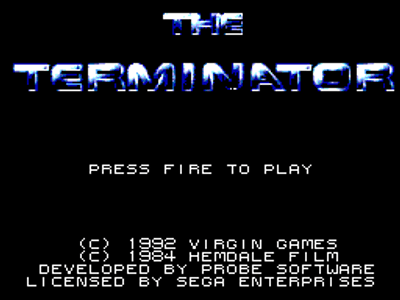 THE
TERMINATOR
PRESS FIRE TO PLAY
(C) 1992 VIRGIN GAMES
(C) 1984 HEMDALE FILM
DEVELOPED BY PROBE SOFTWARE
LICENSED BY SEGA ENTERPRISES